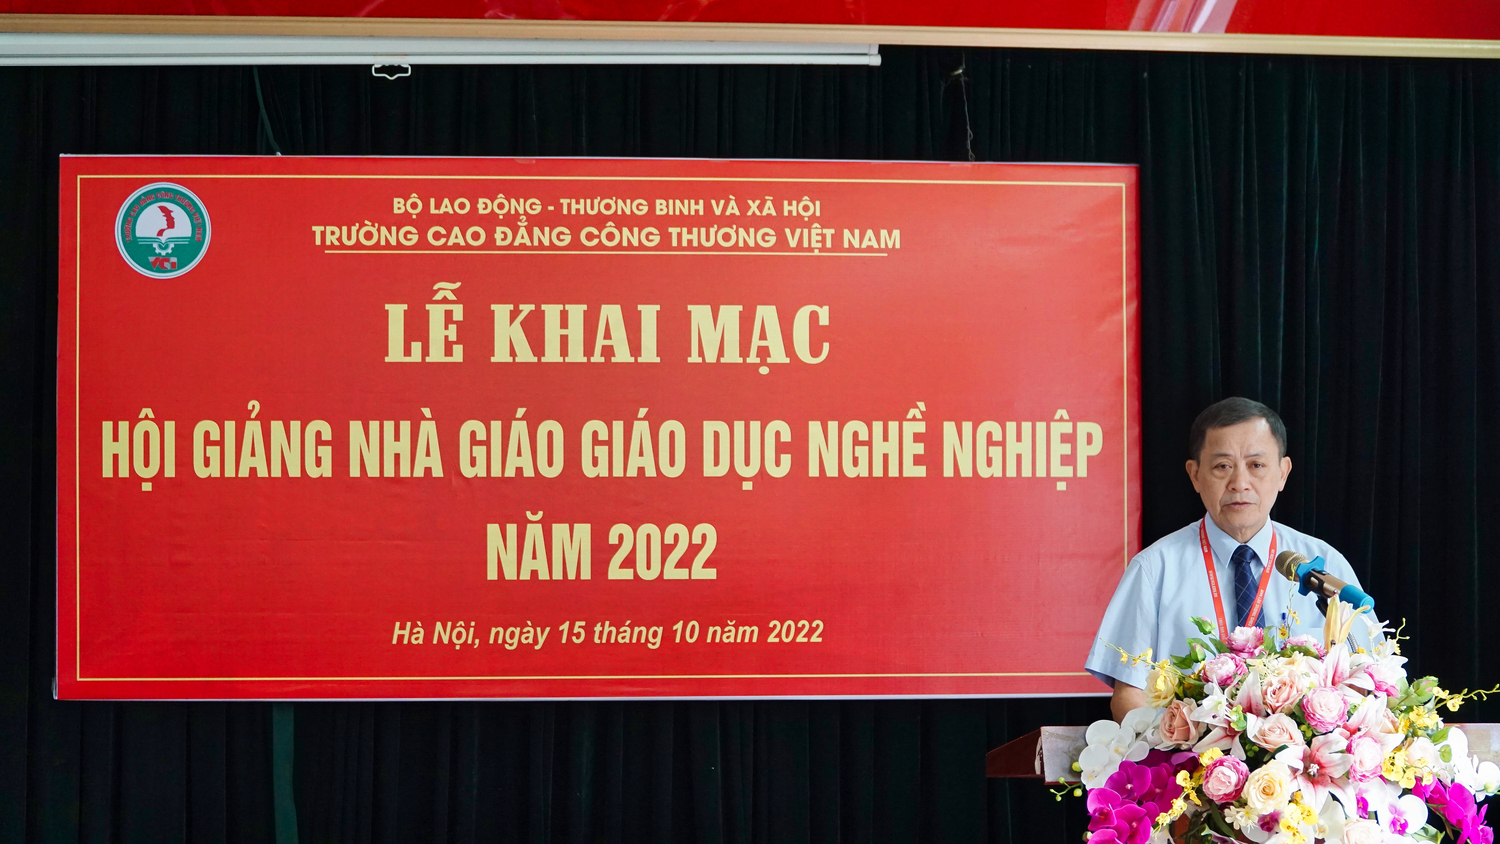 BỘ LAO ĐỘNG - THƯƠNG BINH VÀ XÃ HỘI
TRƯỜNG CAO ĐẲNG CÔNG THƯƠNG VIỆT NAM
LỄ KHAI MẠC
HỘI GIẢNG NHÀ GIÁO GIÁO DỤC NGHỀ NGHIỆP
NĂM 2022
Hà Nội, ngày 15 tháng 10 năm 2022